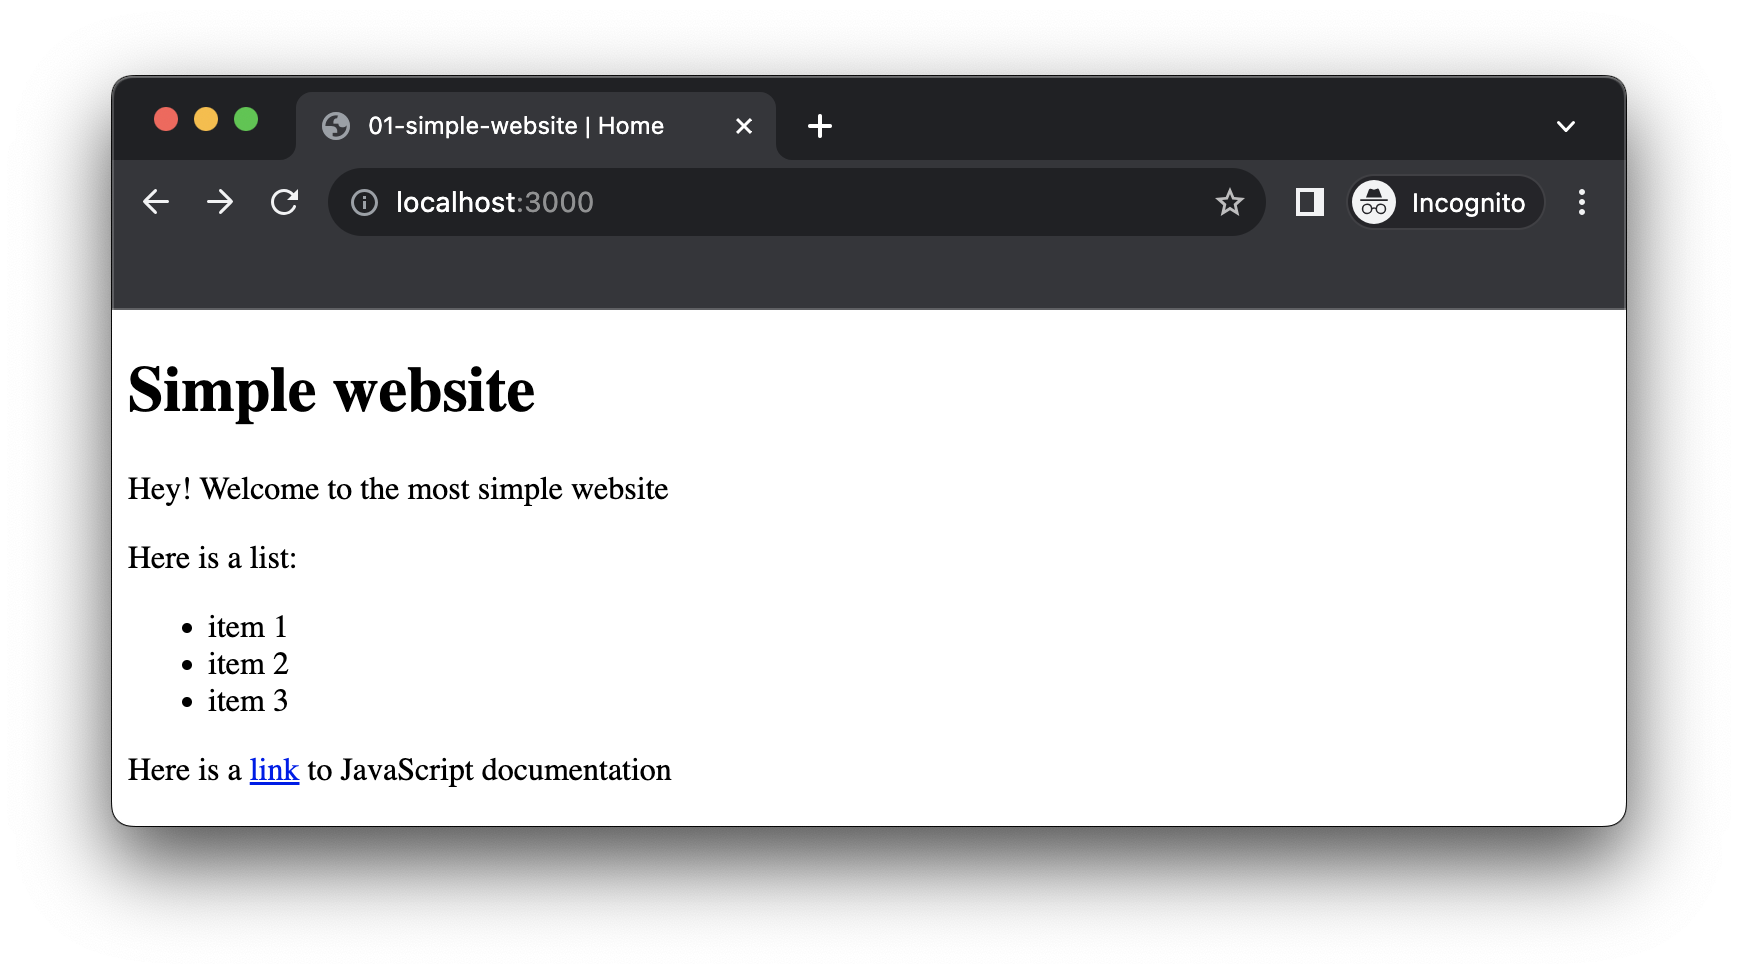 01-simple-website | Home
localhost:3000
Incognito
Simple website
Hey! Welcome to the most simple website
Here is a list:
item 1
item 2
item 3
Here is a link to JavaScript documentation